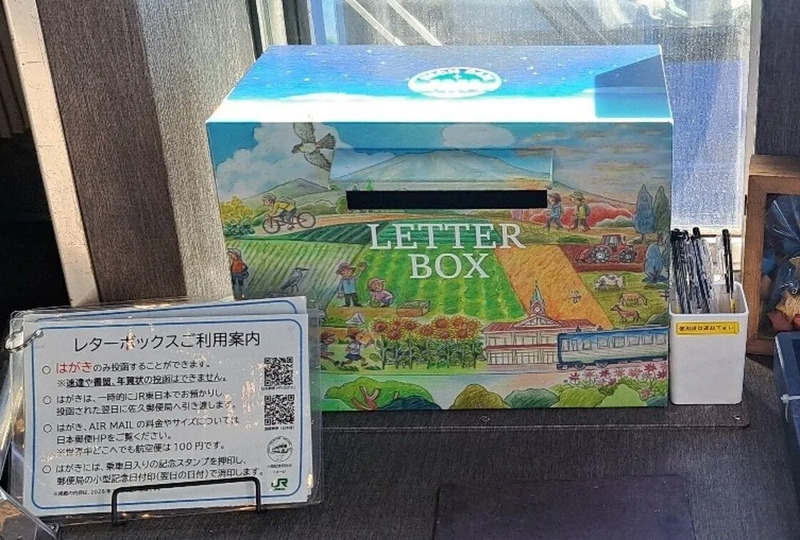 LETTER
BOX
レターボックスご利用案内
○ はがきのみ投函することができます。
※速達や書留、年賀状の投函はできません。
○ はがきは、一時的にJR東日本でお預かりし、
投函された翌日に佐久郵便局へ引き渡します。
○ はがき、AIR MAIL の料金やサイズについては
日本郵便HPをご覧ください。
※世界中どこへでも航空便は100円です。
○ はがきには、乗車日入りの記念スタンプを押印し、
郵便局の小型記念日付印(翌日の日付)で消印します。
JR